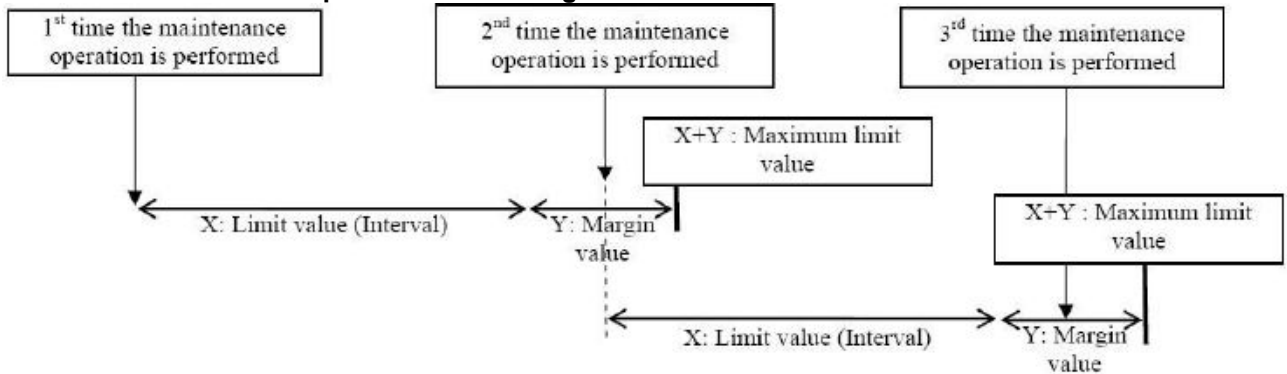 1st time the maintenance
operation is performed
2nd time the maintenance
operation is performed
3rd time the maintenance
operation is performed
X+Y : Maximum limit
value
X: Limit value (Interval)
Y: Margin
value
X+Y : Maximum limit
value
X: Limit value (Interval)
Y: Margin
value